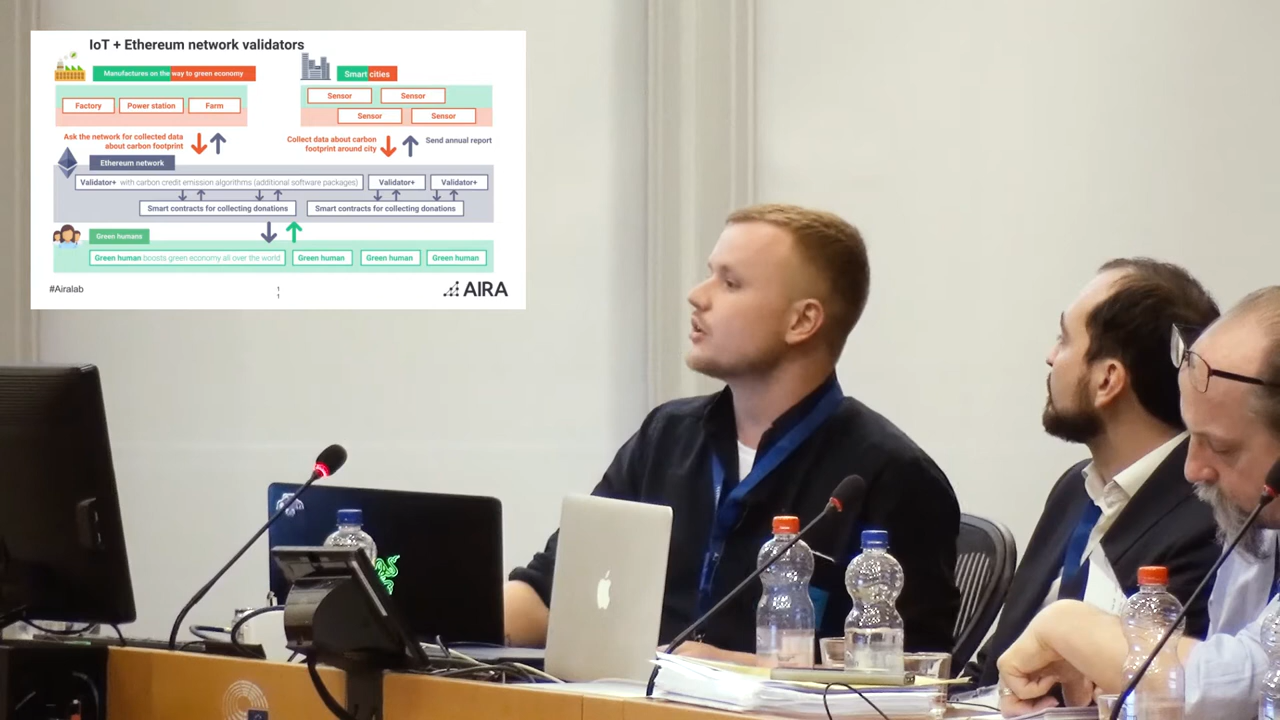 IoT + Ethereum network validators
Manufactures on the way to green economy
Smart cities
Factory
Power station
Farm
Sensor
Sensor
Sensor
Sensor
Ask the network for collected data
about carbon footprint
Collect data about carbon
footprint around city
Send annual report
Ethereum network
Validator+ with carbon credit emission algorithms (additional software packages)
Validator+
Validator+
Smart contracts for collecting donations
Smart contracts for collecting donations
Green humans
Green human boosts green economy all over the world
Green human
Green human
Green human
#Airalab
1
1
AIRA